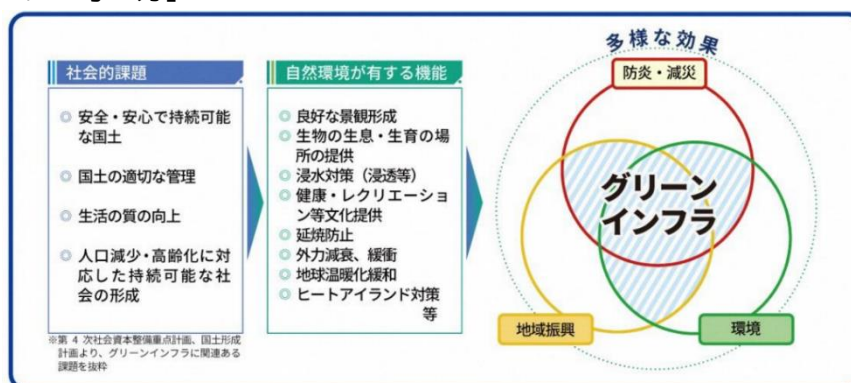 社会的課題
◎ 安全・安心で持続可能
な国土
◎ 国土の適切な管理
◎ 生活の質の向上
◎ 人口減少・高齢化に対
応した持続可能な社
会の形成
※第 4 次社会資本整備重点計画、国土形成
計画より、グリーンインフラに関連ある
課題を抜粋
自然環境が有する機能
◎ 良好な景観形成
◎ 生物の生息・生育の場
所の提供
◎ 浸水対策（浸透等）
◎ 健康・レクリエーショ
ン等文化提供
◎ 延焼防止
◎ 外力減衰、緩衝
◎ 地球温暖化緩和
◎ ヒートアイランド対策
等
多様な効果
防炎・減災
グリーン
インフラ
地域振興
環境